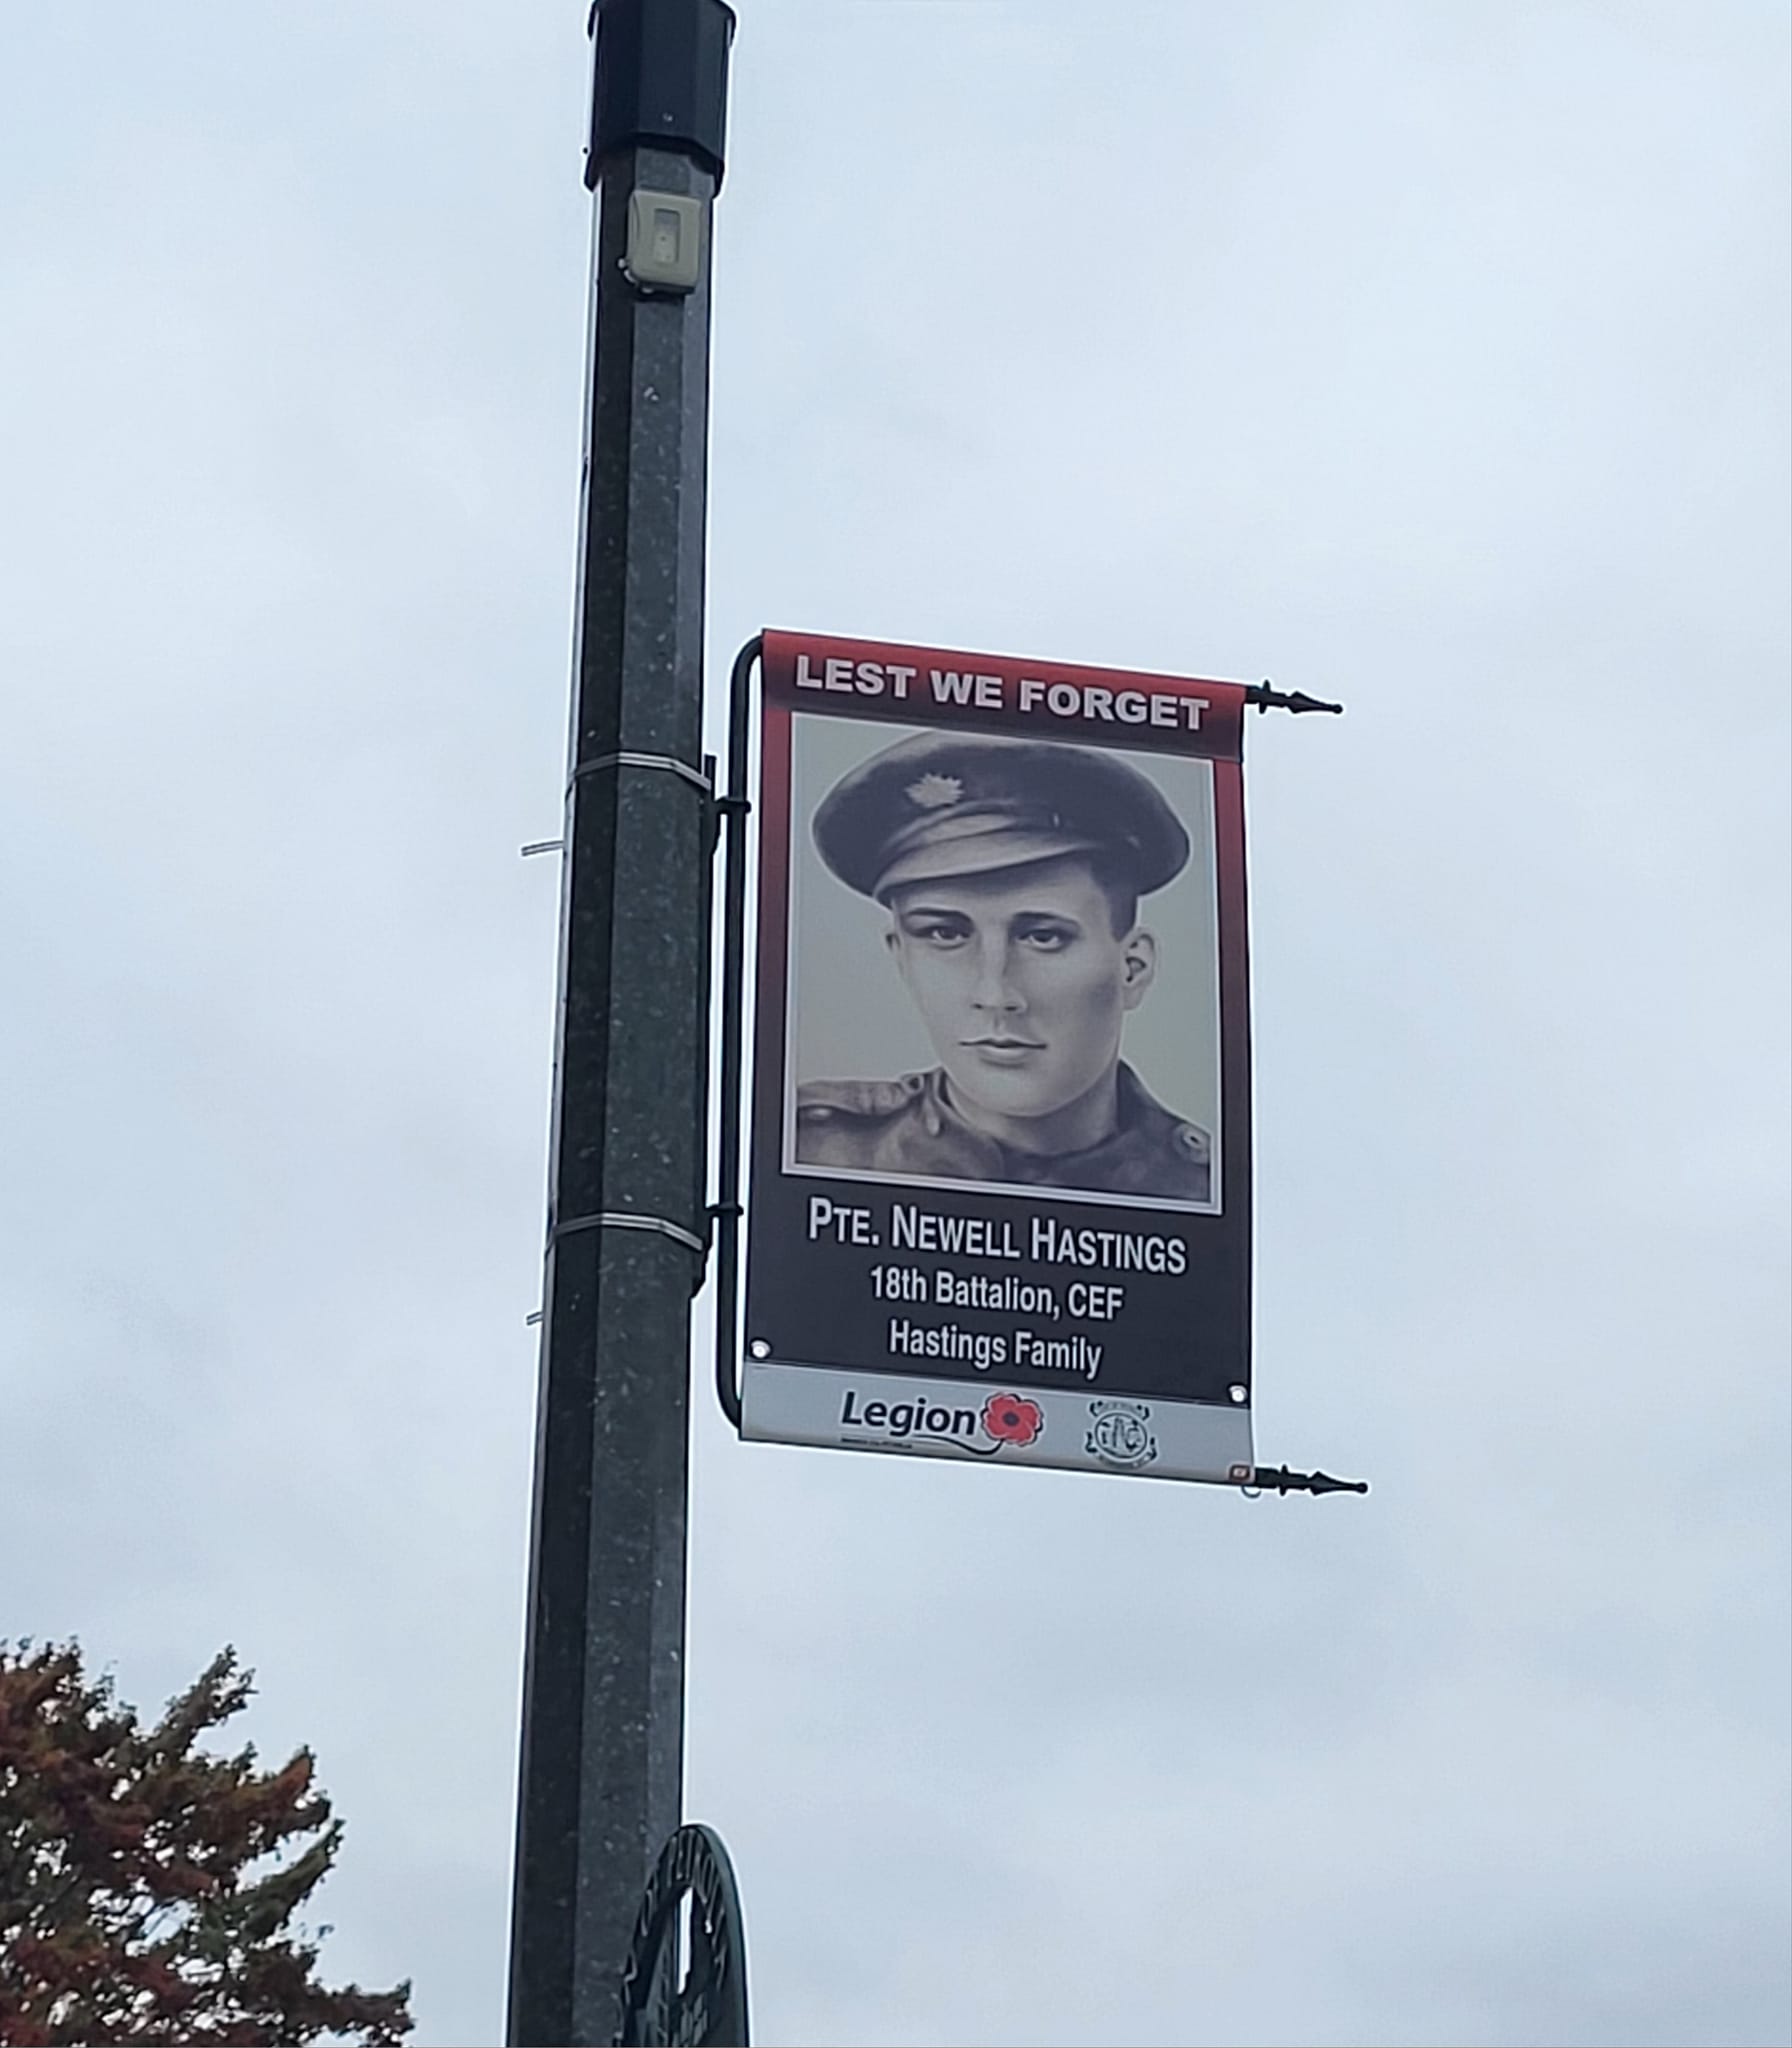 LEST WE FORGET
PTE. NEWELL HASTINGS
18th Battalion, CEF
Hastings Family
Legion